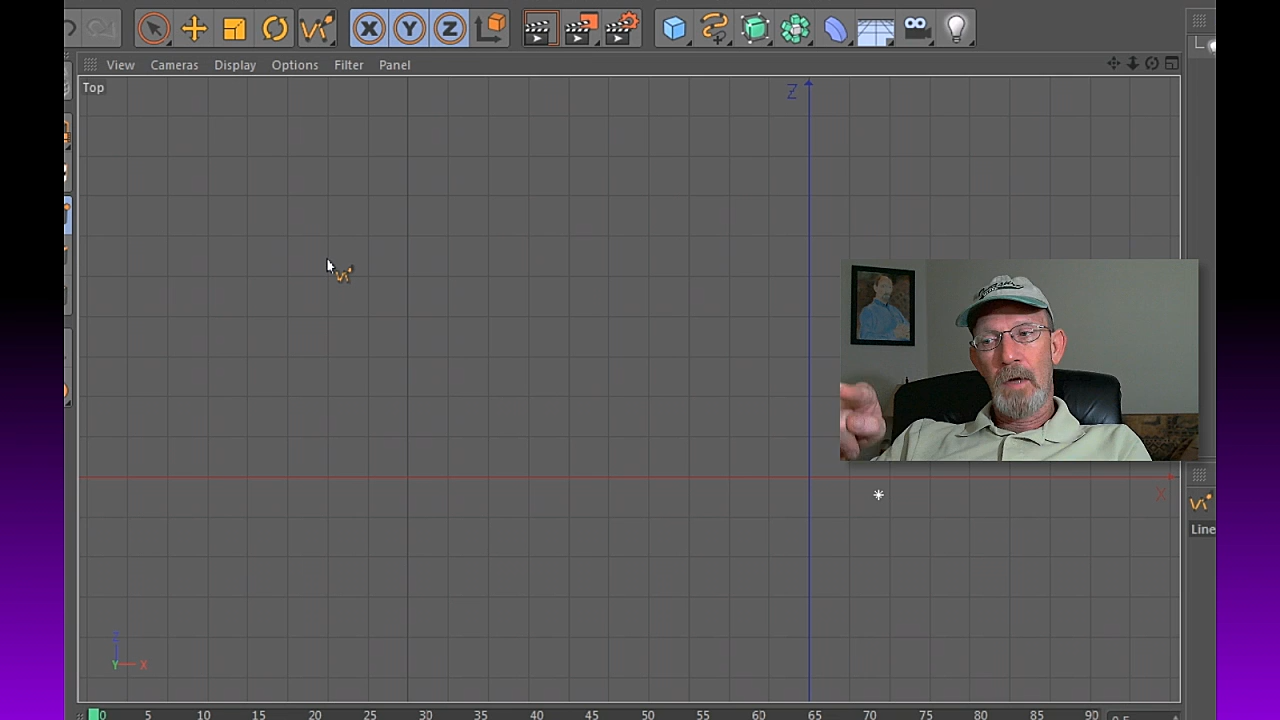 X Y Z
View Cameras Display Options Filter Panel
Top
Z
X
Line
Z
Y X
0 5 10 15 20 25 30 35 40 45 50 55 60 65 70 75 80 85 90